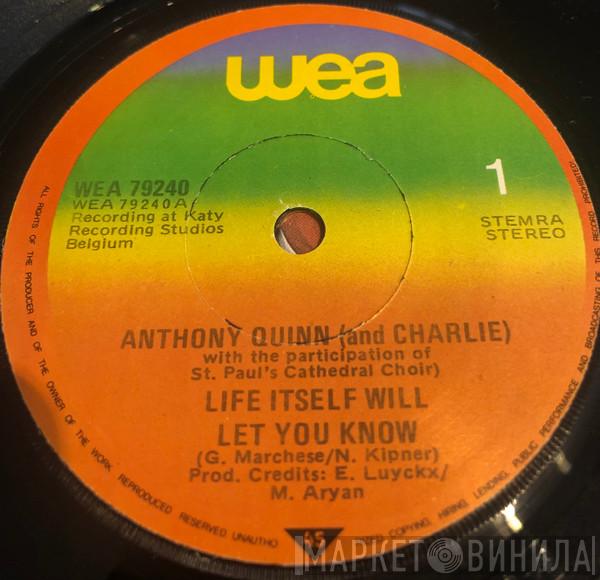 wea
WEA 79240
WEA 79240 A
Recording at Katy
Recording Studios
Belgium
1
STEMRA
STEREO
ANTHONY QUINN (and CHARLIE)
with the participation of
St. Paul's Cathedral Choir)
LIFE ITSELF WILL
LET YOU KNOW
(G. Marchese/N. Kipner)
Prod. Credits: E. Luyckx/
M. Aryan
ALL RIGHTS OF THE PRODUCER AND OF THE OWNER OF THE WORK REPRODUCED RESERVED UNAUTHO
COPYING, HIRING, LENDING, PUBLIC PERFORMANCE AND BROADCASTING OF THIS RECORD PROHIBITED!
МАРКЕТ ВИНИЛА